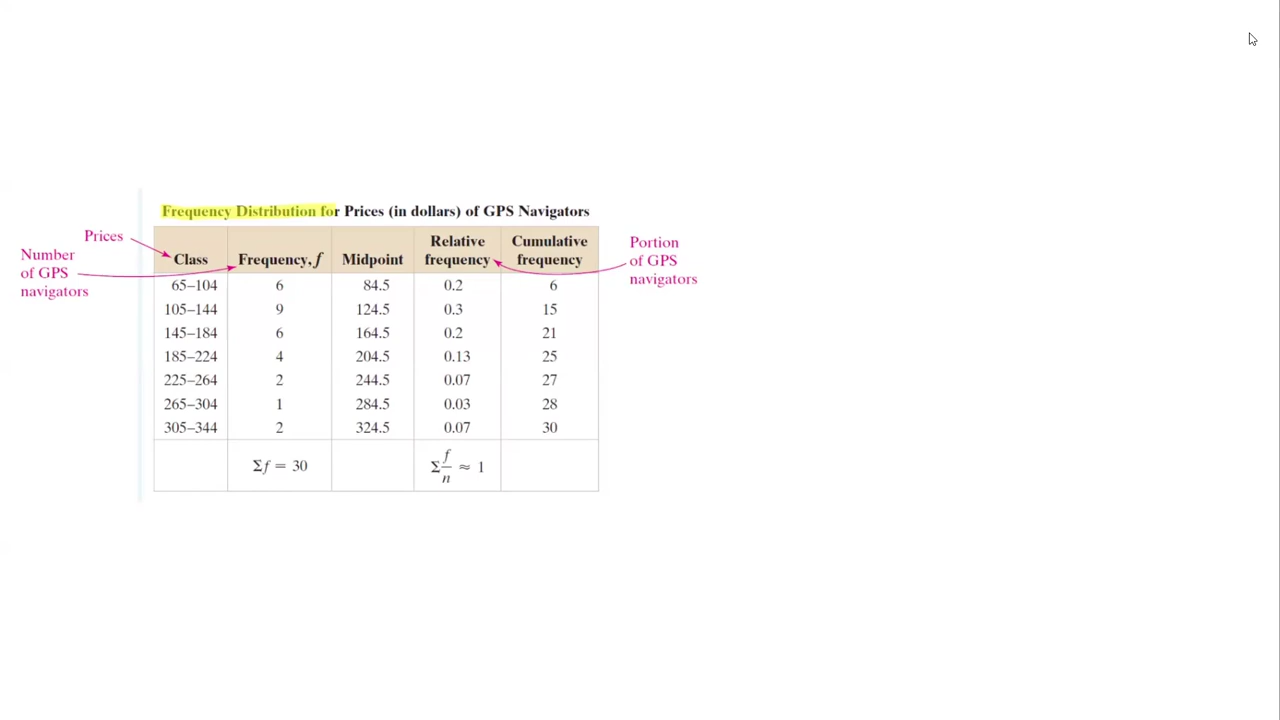 Frequency Distribution for Prices (in dollars) of GPS Navigators
Prices
Number
of GPS
navigators
Class Frequency, f Midpoint Relative frequency Cumulative frequency
Portion
of GPS
navigators
65–104 6 84.5 0.2 6
105–144 9 124.5 0.3 15
145–184 6 164.5 0.2 21
185–224 4 204.5 0.13 25
225–264 2 244.5 0.07 27
265–304 1 284.5 0.03 28
305–344 2 324.5 0.07 30
Σf = 30 Σ f/n ≈ 1